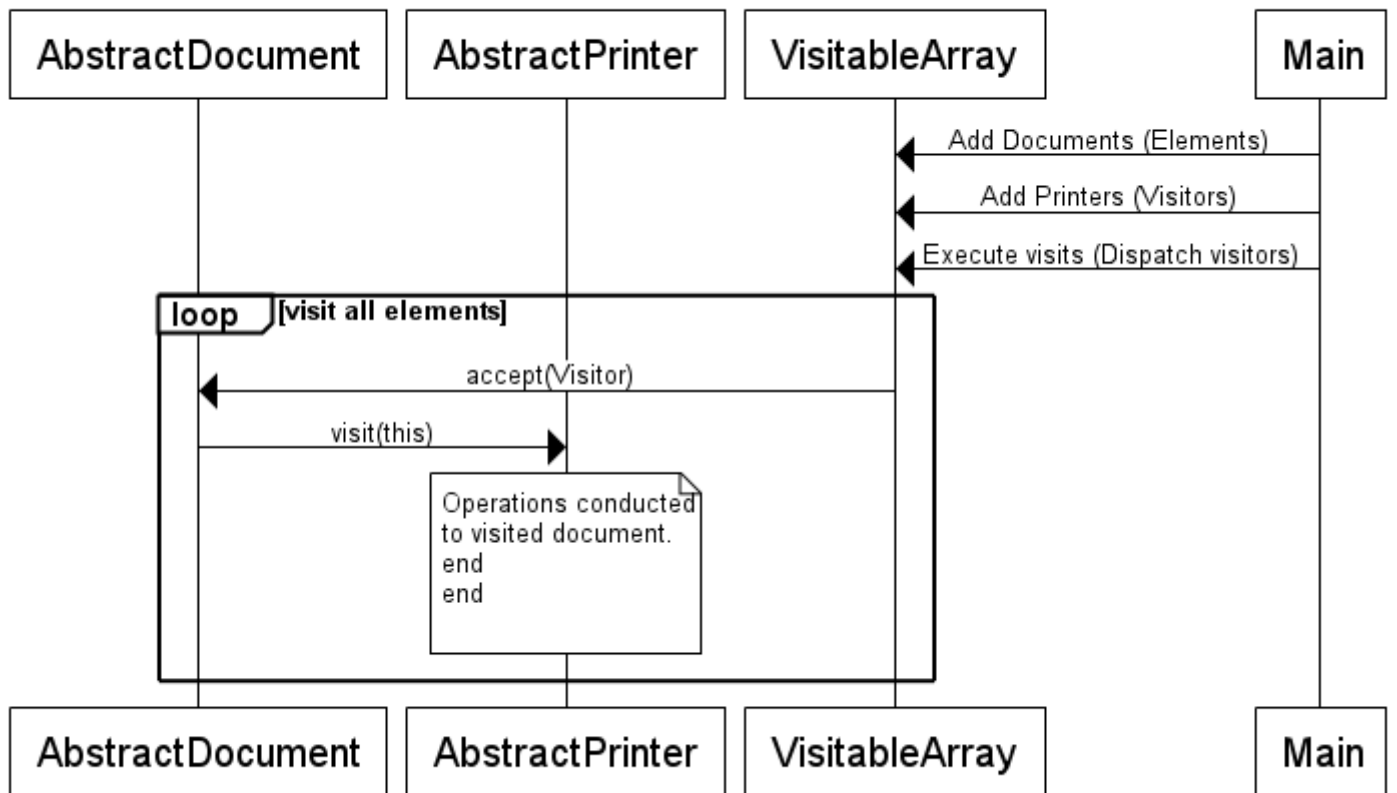 AbstractDocument
AbstractPrinter
VisitableArray
Main
Add Documents (Elements)
Add Printers (Visitors)
Execute visits (Dispatch visitors)
loop
[visit all elements]
accept(Visitor)
visit(this)
Operations conducted
to visited document.
end
end
AbstractDocument
AbstractPrinter
VisitableArray
Main